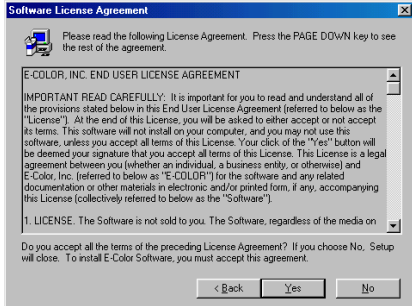 Software License Agreement
Please read the following License Agreement. Press the PAGE DOWN key to see
the rest of the agreement.
E-COLOR, INC. END USER LICENSE AGREEMENT
IMPORTANT READ CAREFULLY: It is important for you to read and understand all of
the provisions stated below in this End User License Agreement (referred to below as the
"License"). At the end of this License, you will be asked to either accept or not accept
its terms. This software will not install on your computer, and you may not use this
software, unless you accept all terms of this License. Your click of the "Yes" button will
be deemed your signature that you accept all terms of this License. This License is a legal
agreement between you (whether an individual, a business entity, or otherwise) and
E-Color, Inc. (referred to below as "E-COLOR") for the software and any related
documentation or other materials in electronic and/or printed form, if any, accompanying
this License (collectively referred to below as the "Software").
1. LICENSE. The Software is not sold to you. The Software, regardless of the media on
Do you accept all the terms of the preceding License Agreement? If you choose No, Setup
will close. To install E-Color Software, you must accept this agreement.
< Back Yes No